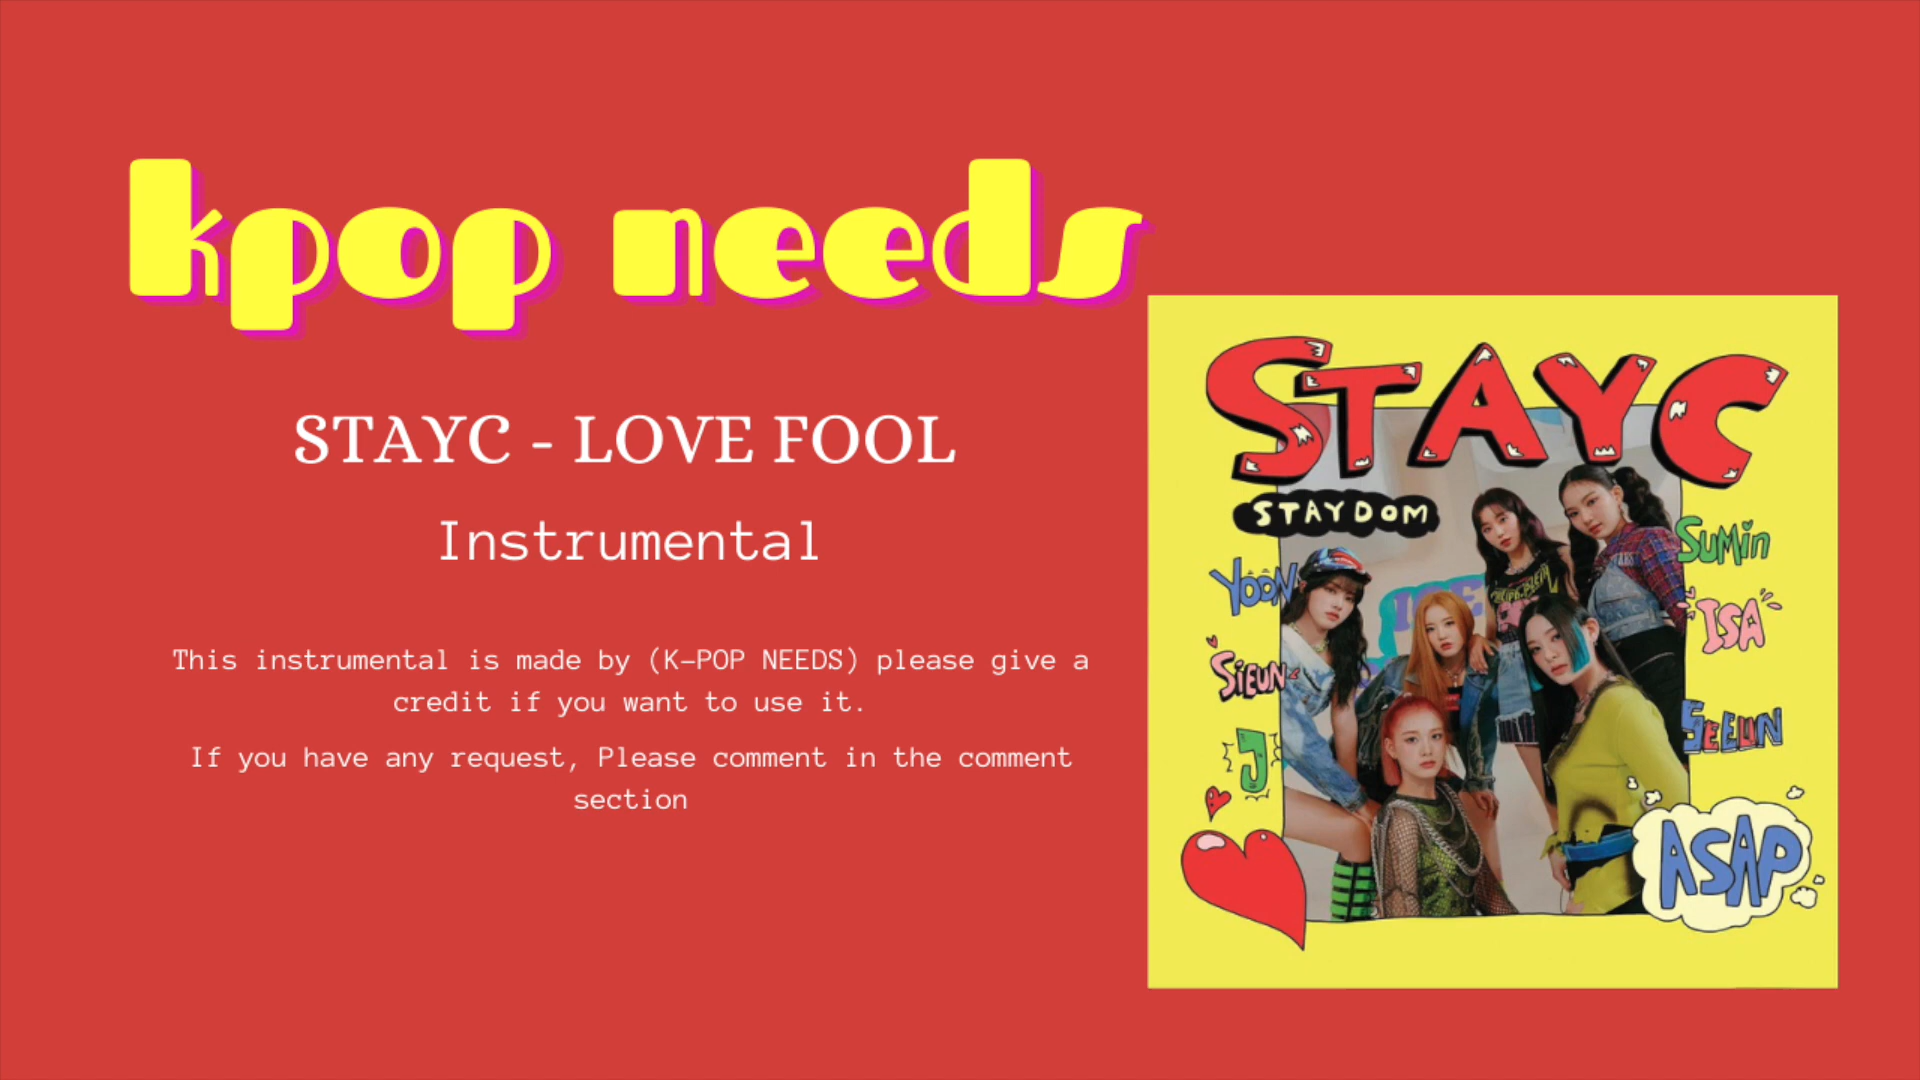 kpop needs
STAYC - LOVE FOOL
Instrumental
This instrumental is made by (K-POP NEEDS) please give a
credit if you want to use it.
If you have any request, Please comment in the comment
section
STAYC
STAYDOM
SUMin
YOON
ISA
SiEUN
SEEUN
J
ASAP